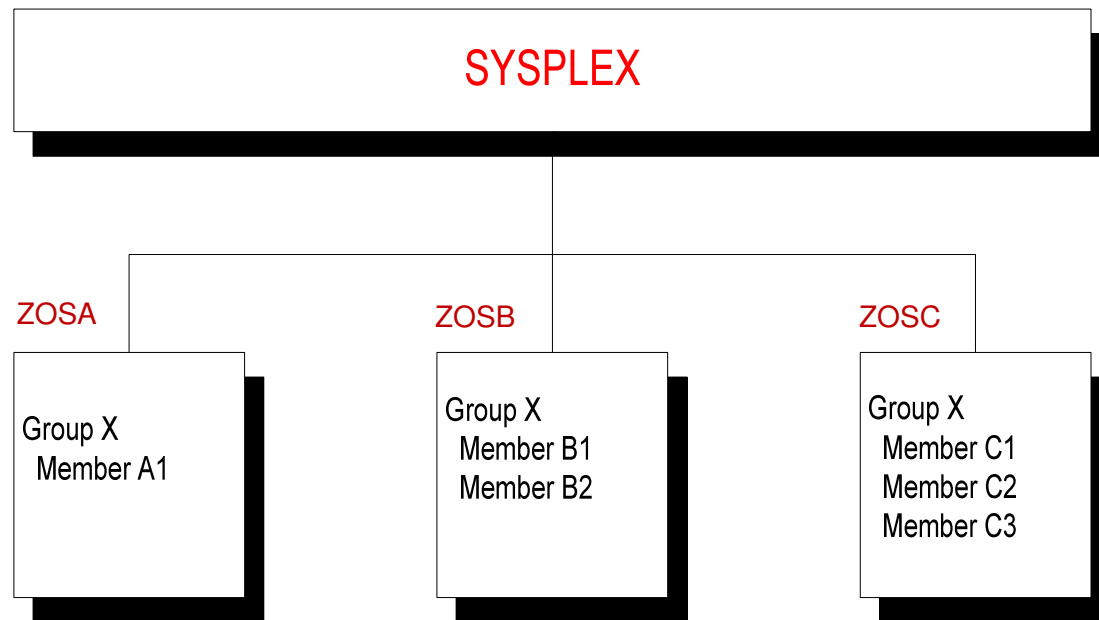 SYSPLEX
ZOSA
Group X
Member A1
ZOSB
Group X
Member B1
Member B2
ZOSC
Group X
Member C1
Member C2
Member C3